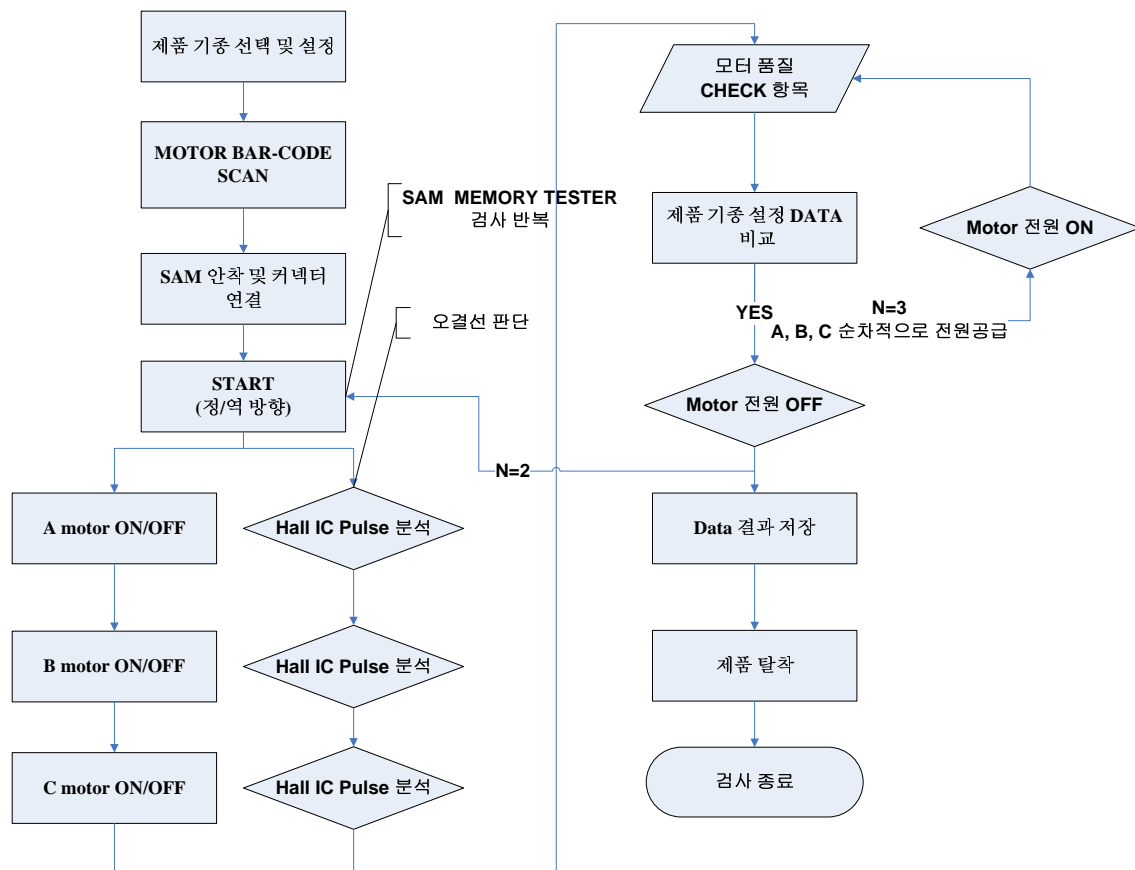 제품 기종 선택 및 설정
MOTOR BAR-CODE
SCAN
SAM 안착 및 커넥터
연결
START
(정/역 방향)
SAM MEMORY TESTER
검사 반복
오결선 판단
A motor ON/OFF
B motor ON/OFF
C motor ON/OFF
Hall IC Pulse 분석
Hall IC Pulse 분석
Hall IC Pulse 분석
N=2
모터 품질
CHECK 항목
제품 기종 설정 DATA
비교
YES
N=3
A, B, C 순차적으로 전원공급
Motor 전원 ON
Motor 전원 OFF
Data 결과 저장
제품 탈착
검사 종료